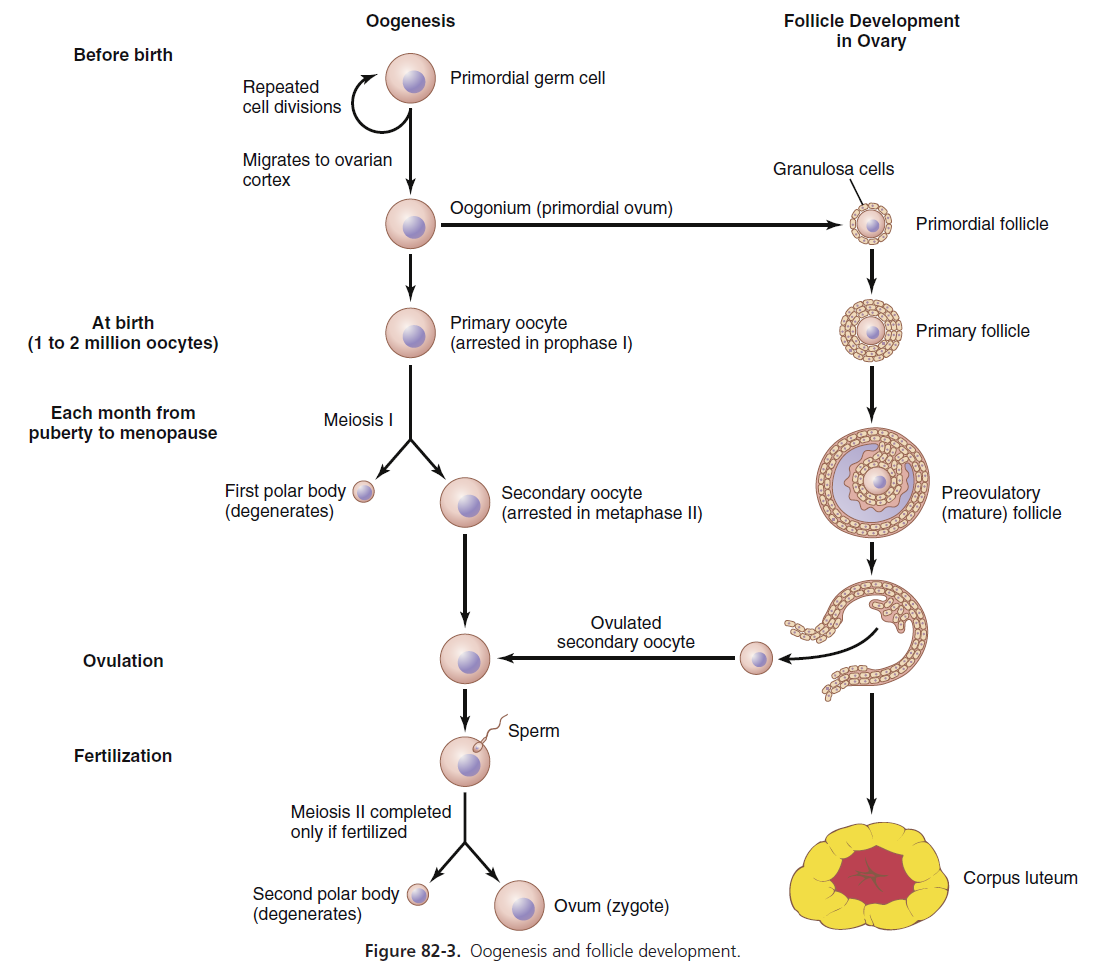 Oogenesis
Follicle Development
in Ovary
Before birth
Primordial germ cell
Repeated
cell divisions
Migrates to ovarian
cortex
Granulosa cells
Oogonium (primordial ovum)
Primordial follicle
At birth
(1 to 2 million oocytes)
Primary oocyte
(arrested in prophase I)
Primary follicle
Each month from
puberty to menopause
Meiosis I
First polar body
(degenerates)
Secondary oocyte
(arrested in metaphase II)
Preovulatory
(mature) follicle
Ovulated
secondary oocyte
Ovulation
Sperm
Fertilization
Meiosis II completed
only if fertilized
Second polar body
(degenerates)
Ovum (zygote)
Corpus luteum
Figure 82-3. Oogenesis and follicle development.